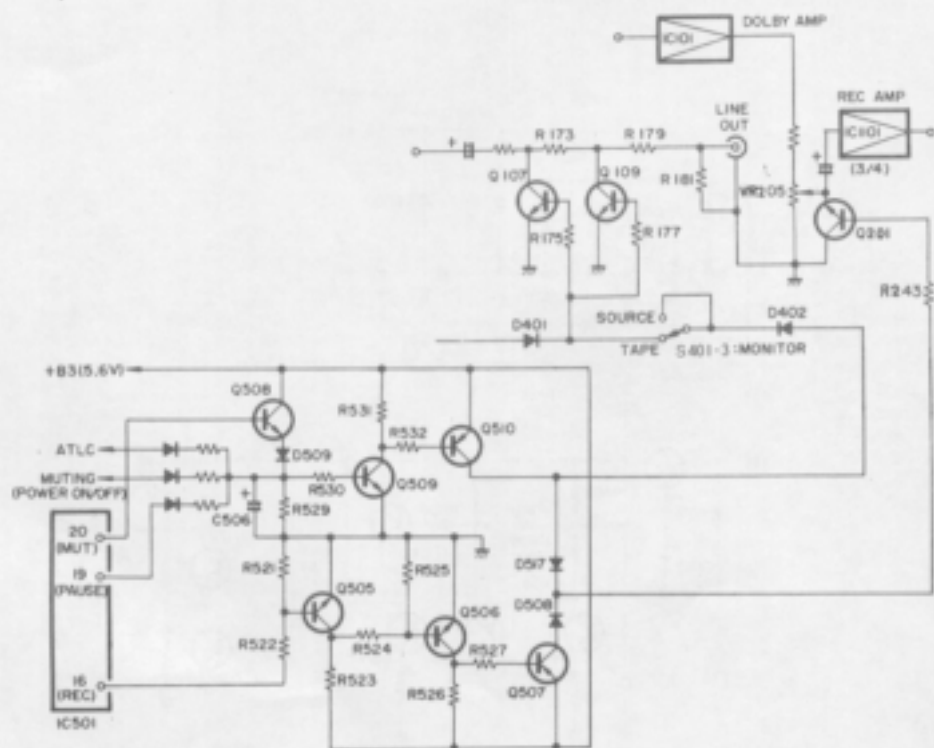 DOLBY AMP
IC101
REC AMP
IC1101
(3/4)
LINE
OUT
R173
R179
Q107
Q109
R181
VR205
Q201
R175
R177
R243
D401
SOURCE
D402
TAPE
S401-3:MONITOR
+B3(5.6V)
Q508
R531
Q510
R532
ATLC
D509
MUTING
(POWER ON/OFF)
R530
Q509
C506
R529
20
(MUT)
19
(PAUSE)
R521
R525
D517
Q505
Q506
D508
R522
R524
R527
R523
R526
Q507
16
(REC)
IC501